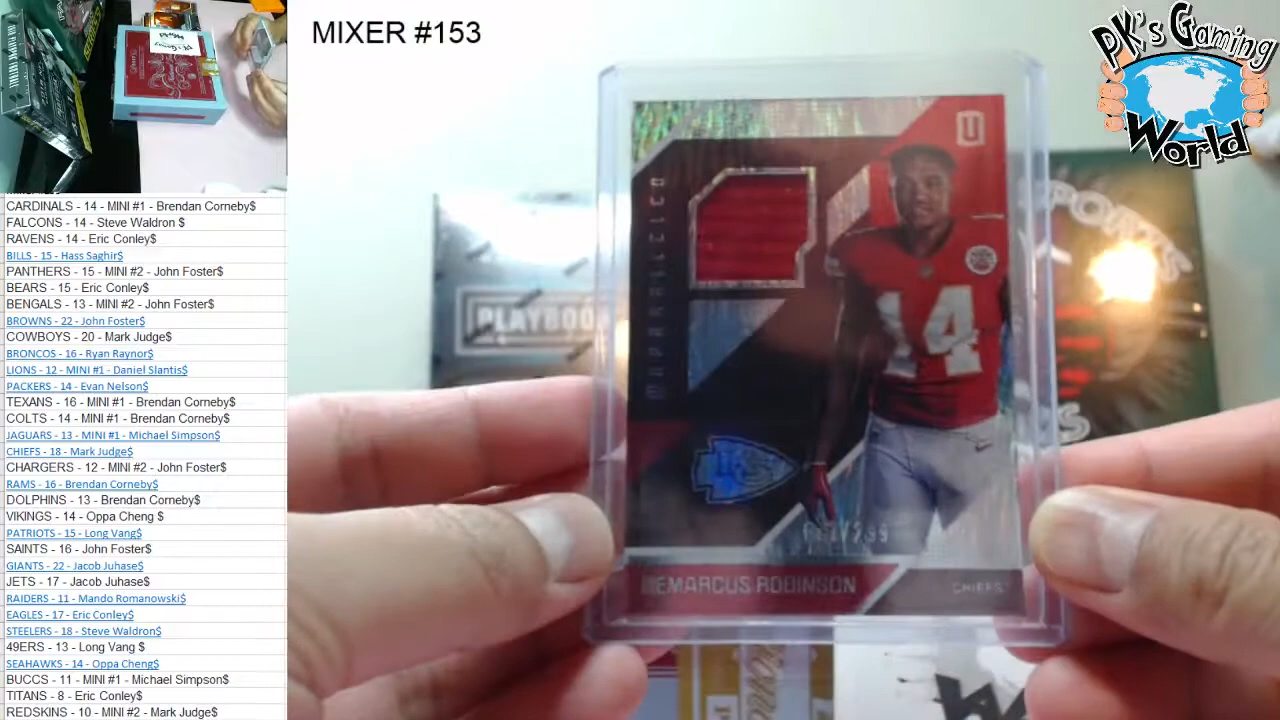 MIXER #153
PK's Gaming
World
CARDINALS - 14 - MINI #1 - Brendan Corneby$
FALCONS - 14 - Steve Waldron $
RAVENS - 14 - Eric Conley$
BILLS - 15 - Hass Saghir$
PANTHERS - 15 - MINI #2 - John Foster$
BEARS - 15 - Eric Conley$
BENGALS - 13 - MINI #2 - John Foster$
BROWNS - 22 - John Foster$
COWBOYS - 20 - Mark Judge$
BRONCOS - 16 - Ryan Raynor$
LIONS - 12 - MINI #1 - Daniel Slantis$
PACKERS - 14 - Evan Nelson$
TEXANS - 16 - MINI #1 - Brendan Corneby$
COLTS - 14 - MINI #1 - Brendan Corneby$
JAGUARS - 13 - MINI #1 - Michael Simpson$
CHIEFS - 18 - Mark Judge$
CHARGERS - 12 - MINI #2 - John Foster$
RAMS - 16 - Brendan Corneby$
DOLPHINS - 13 - Brendan Corneby$
VIKINGS - 14 - Oppa Cheng $
PATRIOTS - 15 - Long Vang$
SAINTS - 16 - John Foster$
GIANTS - 22 - Jacob Juhase$
JETS - 17 - Jacob Juhase$
RAIDERS - 11 - Mando Romanowski$
EAGLES - 17 - Eric Conley$
STEELERS - 18 - Steve Waldron$
49ERS - 13 - Long Vang $
SEAHAWKS - 14 - Oppa Cheng$
BUCCS - 11 - MINI #1 - Michael Simpson$
TITANS - 8 - Eric Conley$
REDSKINS - 10 - MINI #2 - Mark Judge$
U
14
DEMARCUS ROBINSON
CHIEFS
PLAYBOO
SPORTS